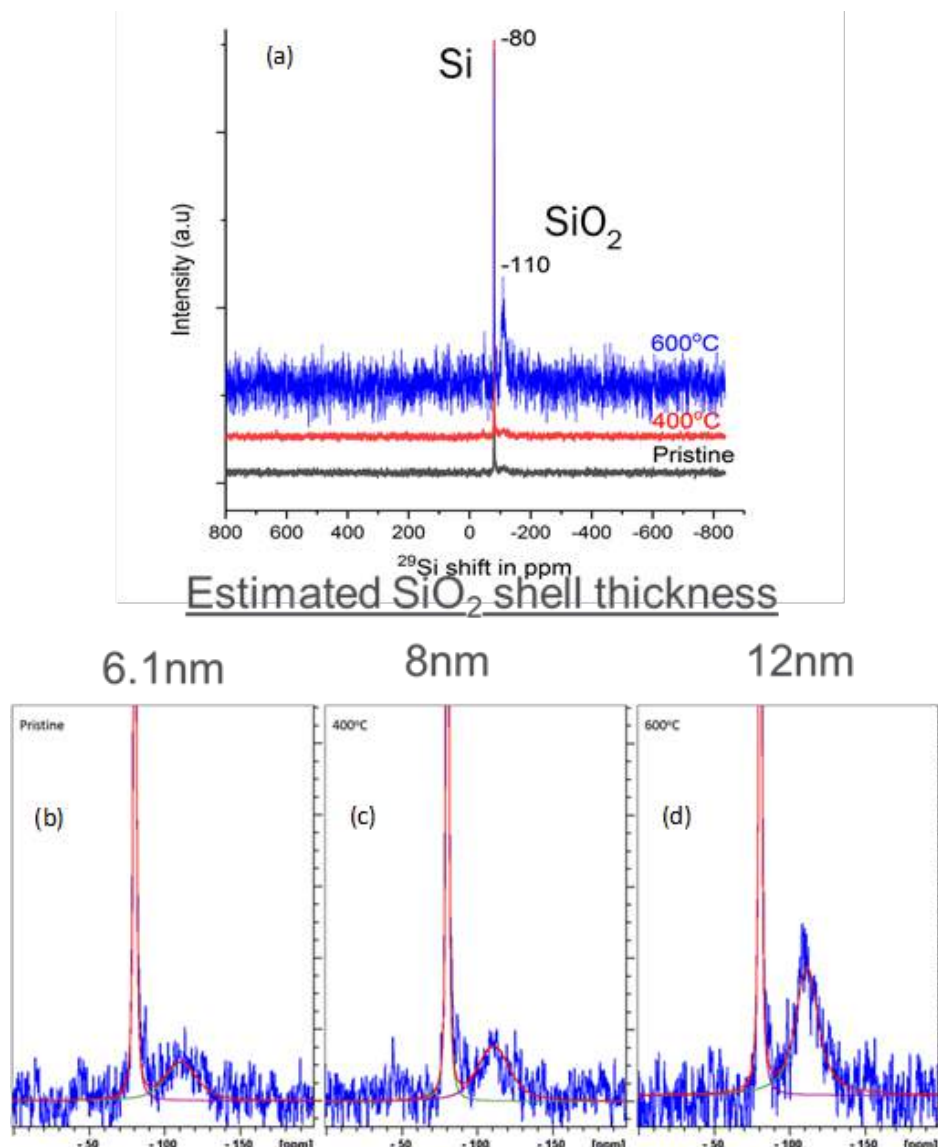 (a)
-80
Si
SiO₂
-110
Intensity (a.u)
600°C
400°C
Pristine
800 600 400 200 0 -200 -400 -600 -800
²⁹Si shift in ppm
Estimated SiO₂ shell thickness
6.1nm 8nm 12nm
Pristine 400°C 600°C
(b) (c) (d)
- 50 - 100 - 150 [ppm] - 50 - 100 - 150 [ppm] - 50 - 100 - 150 [ppm]